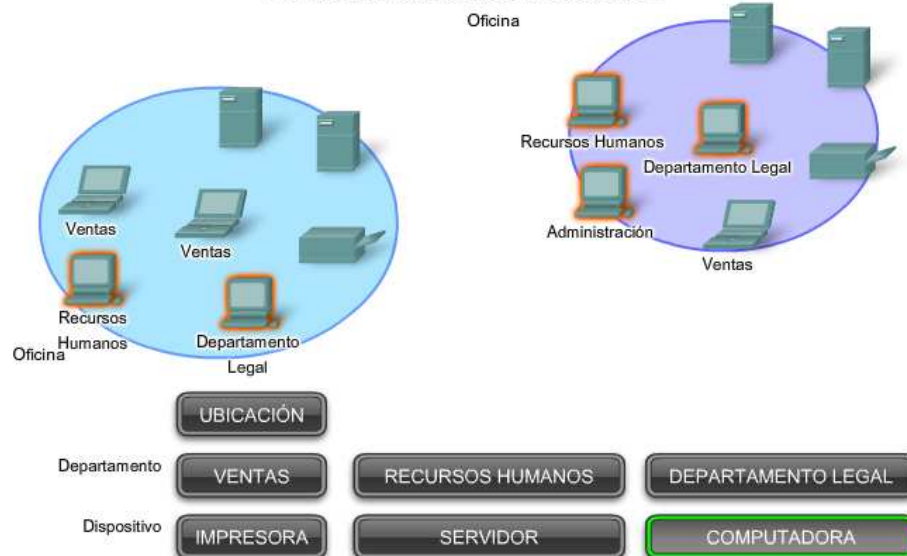 Oficina
Recursos Humanos
Departamento Legal
Administración
Ventas
Ventas
Ventas
Recursos
Humanos
Departamento
Legal
Oficina
UBICACIÓN
Departamento
VENTAS
RECURSOS HUMANOS
DEPARTAMENTO LEGAL
Dispositivo
IMPRESORA
SERVIDOR
COMPUTADORA